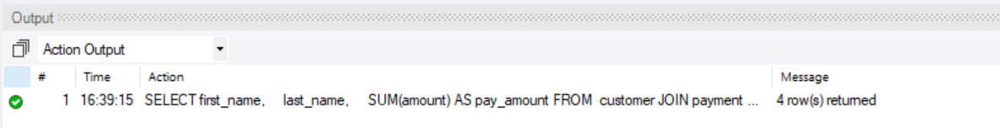 Output
Action Output
# Time Action Message
1 16:39:15 SELECT first_name, last_name, SUM(amount) AS pay_amount FROM customer JOIN payment ... 4 row(s) returned